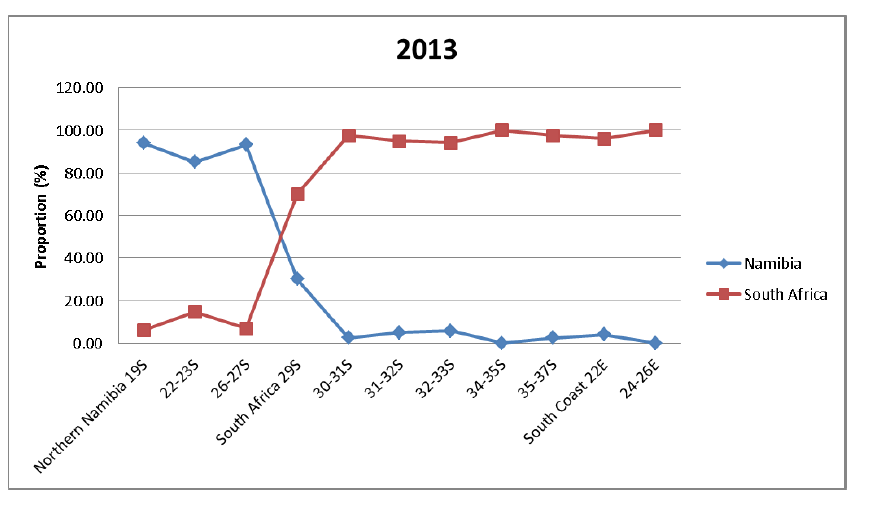 2013
120.00
100.00
80.00
60.00
40.00
20.00
0.00
Proportion (%)
Northern Namibia 19S
22-23S
26-27S
South Africa 29S
30-31S
31-32S
32-33S
34-35S
35-37S
South Coast 22E
24-26E
Namibia
South Africa